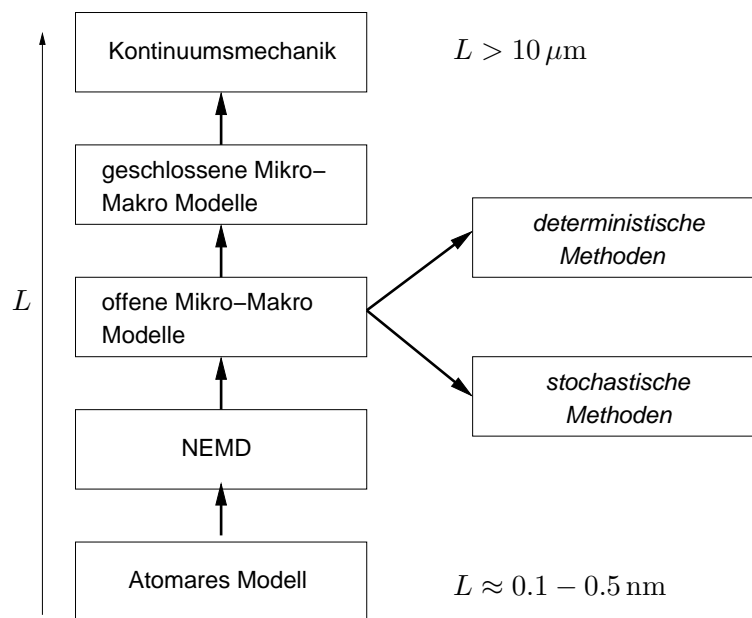 Kontinuumsmechanik
L > 10 μm
geschlossene Mikro−
Makro Modelle
deterministische
Methoden
L
offene Mikro−Makro
Modelle
stochastische
Methoden
NEMD
Atomares Modell
L ≈ 0.1 − 0.5 nm